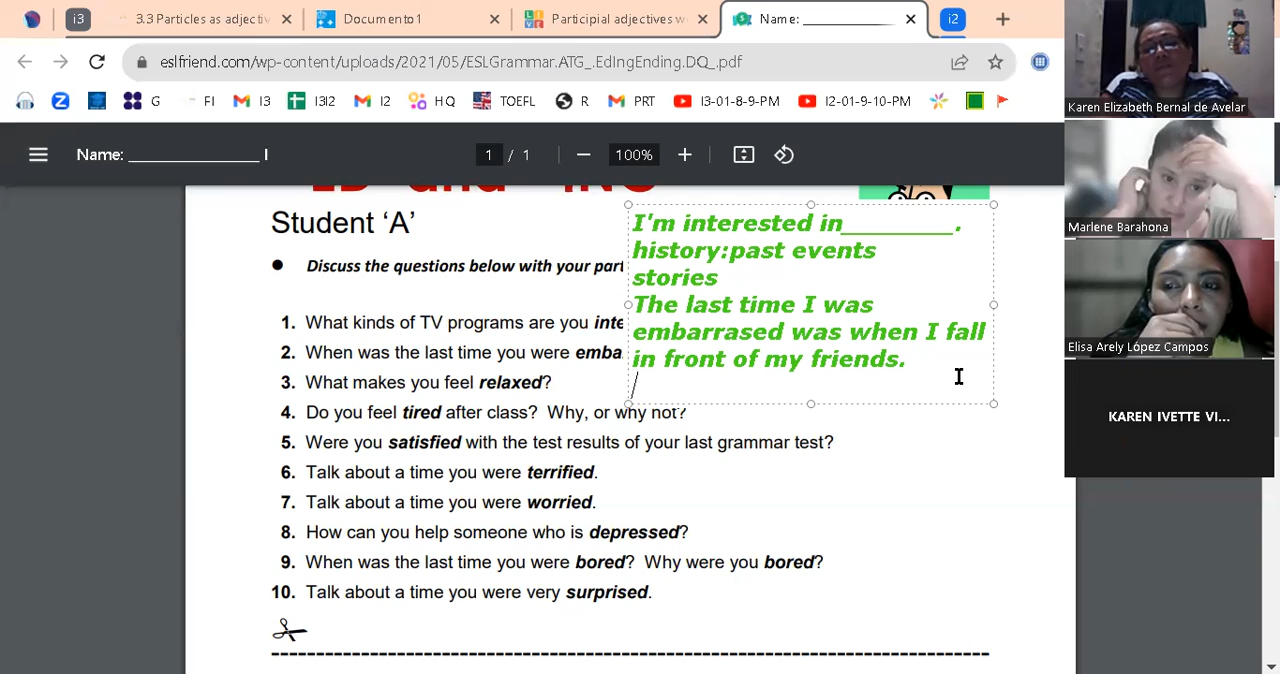 i3
3.3 Particles as adjecti
Documento1
Participial adjectives w
Name: ______________
i2
eslfriend.com/wp-content/uploads/2021/05/ESLGrammar.ATG_.EdIngEnding.DQ_.pdf
G
FI
I3
I3I2
I2
HQ
TOEFL
R
PRT
I3-01-8-9-PM
I2-01-9-10-PM
Name: ________________ I
1 / 1
100%
Student ‘A’
Discuss the questions below with your part
1. What kinds of TV programs are you inte
2. When was the last time you were emba
3. What makes you feel relaxed?
4. Do you feel tired after class? Why, or why not?
5. Were you satisfied with the test results of your last grammar test?
6. Talk about a time you were terrified.
7. Talk about a time you were worried.
8. How can you help someone who is depressed?
9. When was the last time you were bored? Why were you bored?
10. Talk about a time you were very surprised.
I'm interested in_________.
history:past events
stories
The last time I was
embarrased was when I fall
in front of my friends.
Karen Elizabeth Bernal de Avelar
Marlene Barahona
Elisa Arely López Campos
KAREN IVETTE VI...